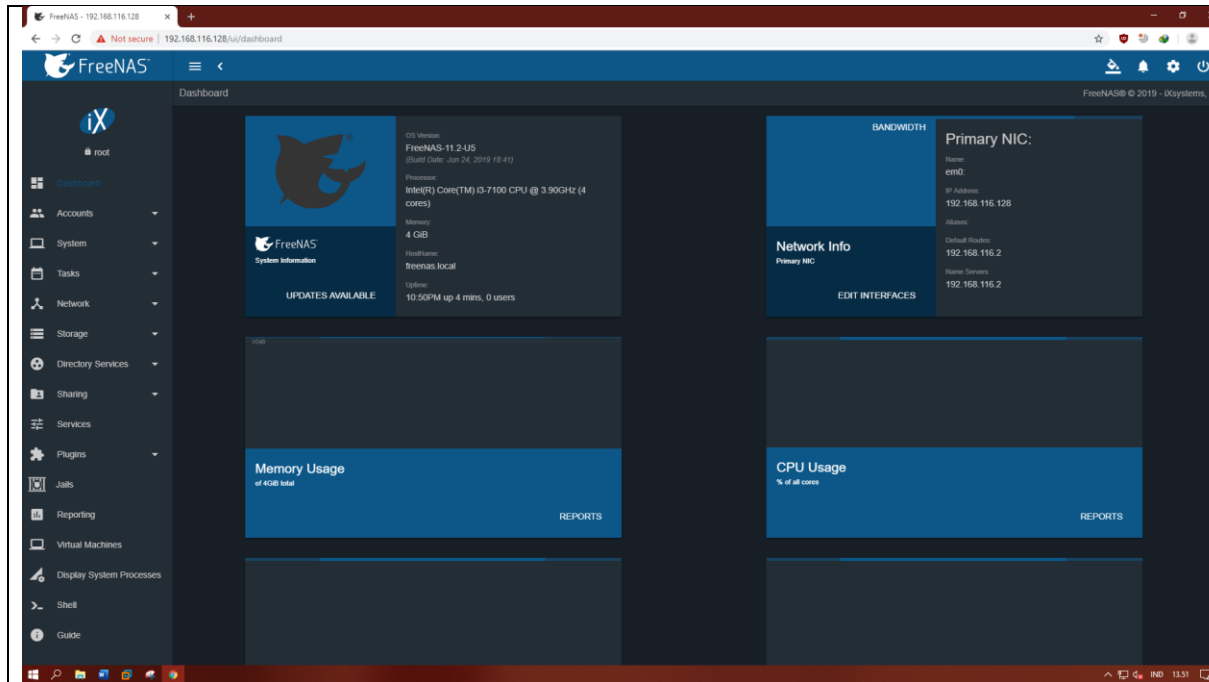 FreeNAS - 192.168.116.128
Not secure | 192.168.116.128/ui/dashboard
FreeNAS
Dashboard
FreeNAS® © 2019 - iXsystems,
iX
root
Dashboard
Accounts
System
Tasks
Network
Storage
Directory Services
Sharing
Services
Plugins
Jails
Reporting
Virtual Machines
Display System Processes
Shell
Guide
FreeNAS
System Information
UPDATES AVAILABLE
OS Version:
FreeNAS-11.2-U5
(Build Date: Jun 24, 2019 18:41)
Processor:
Intel(R) Core(TM) i3-7100 CPU @ 3.90GHz (4
cores)
Memory:
4 GiB
HostName:
freenas.local
Uptime:
10:50PM up 4 mins, 0 users
BANDWIDTH
Network Info
Primary NIC
EDIT INTERFACES
Primary NIC:
Name:
em0:
IP Address:
192.168.116.128
Aliases:
Default Routes:
192.168.116.2
Name Servers:
192.168.116.2
Memory Usage
of 4GiB total
REPORTS
CPU Usage
% of all cores
REPORTS
IND 13.51